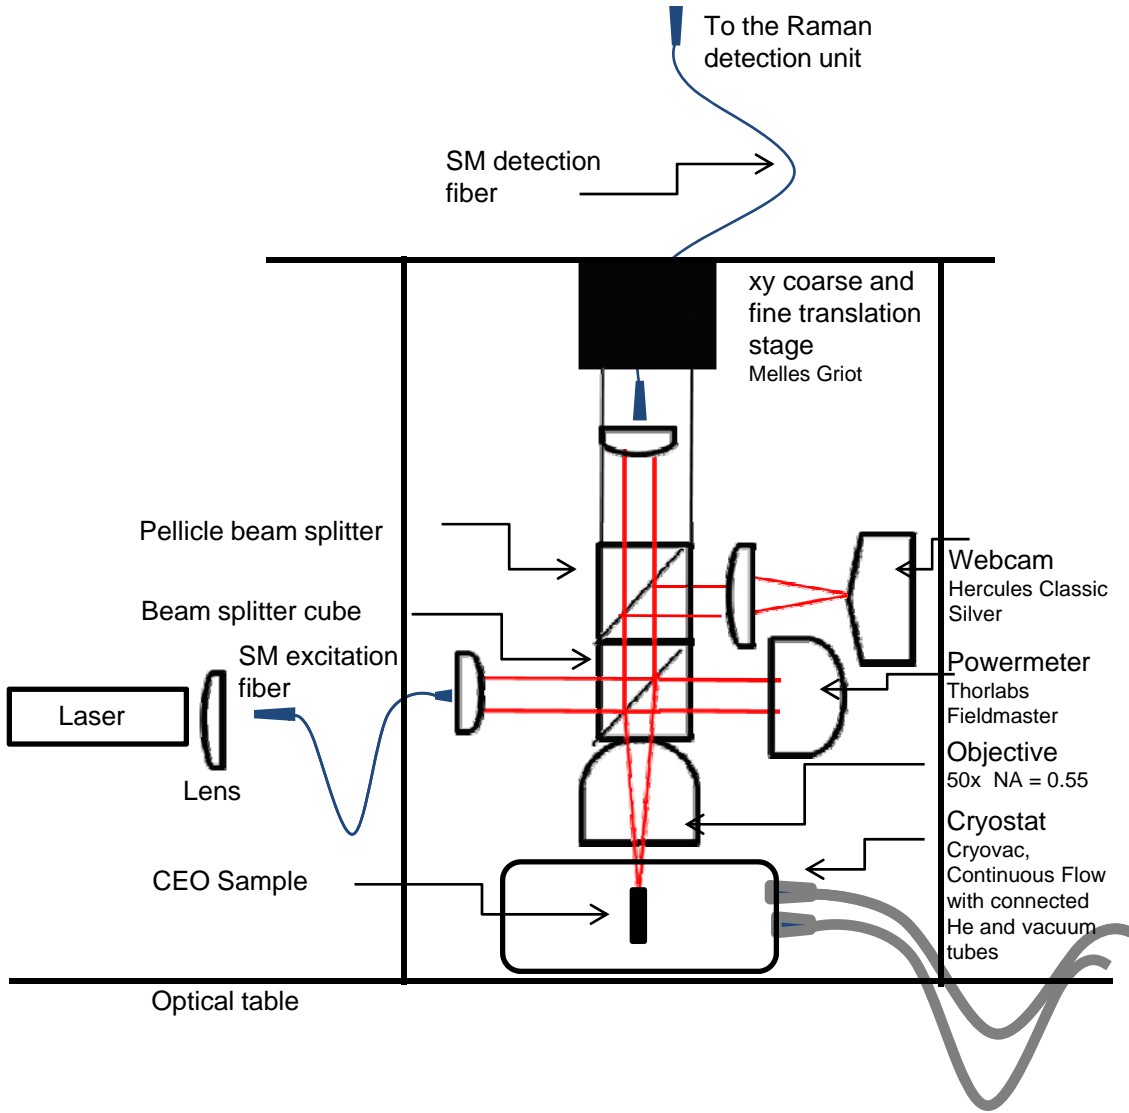 To the Raman
detection unit
SM detection
fiber
xy coarse and
fine translation
stage
Melles Griot
Pellicle beam splitter
Beam splitter cube
SM excitation
fiber
Laser
Lens
CEO Sample
Webcam
Hercules Classic
Silver
Powermeter
Thorlabs
Fieldmaster
Objective
50x  NA = 0.55
Cryostat
Cryovac,
Continuous Flow
with connected
He and vacuum
tubes
Optical table